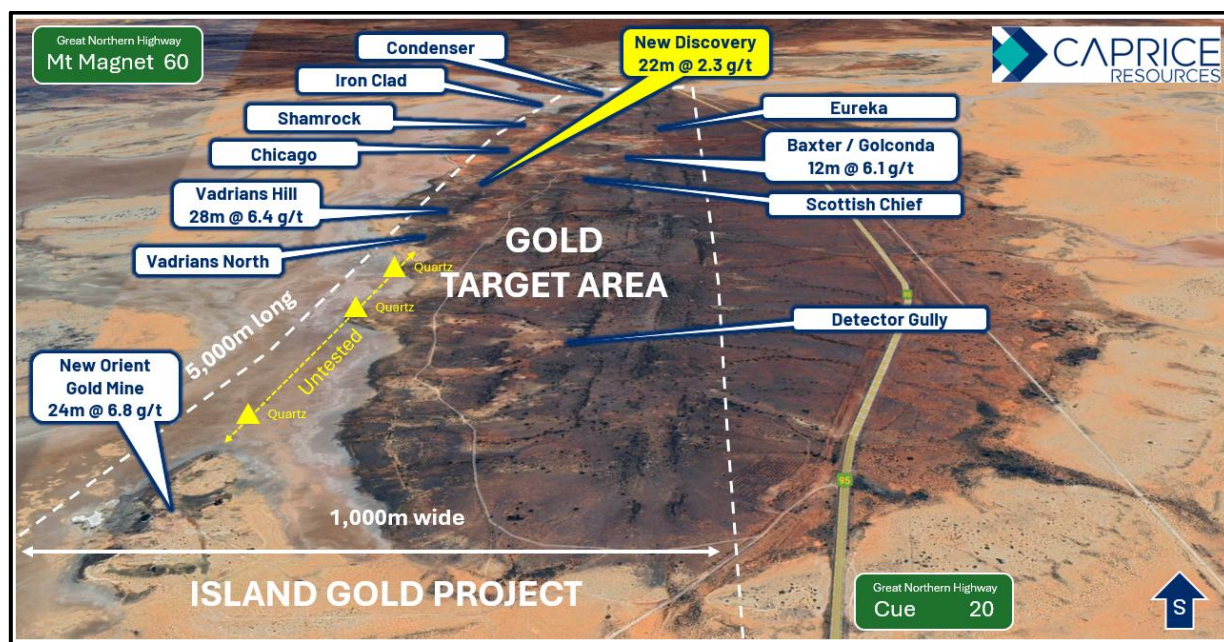 Great Northern Highway
Mt Magnet 60
Condenser
New Discovery
22m @ 2.3 g/t
CAPRICE
RESOURCES
Iron Clad
Shamrock
Eureka
Chicago
Baxter / Golconda
12m @ 6.1 g/t
Vadrians Hill
28m @ 6.4 g/t
Scottish Chief
Vadrians North
GOLD
TARGET AREA
Quartz
95
Quartz
Detector Gully
5,000m long
Untested
New Orient
Gold Mine
24m @ 6.8 g/t
Quartz
95
1,000m wide
ISLAND GOLD PROJECT
Great Northern Highway
Cue 20
S